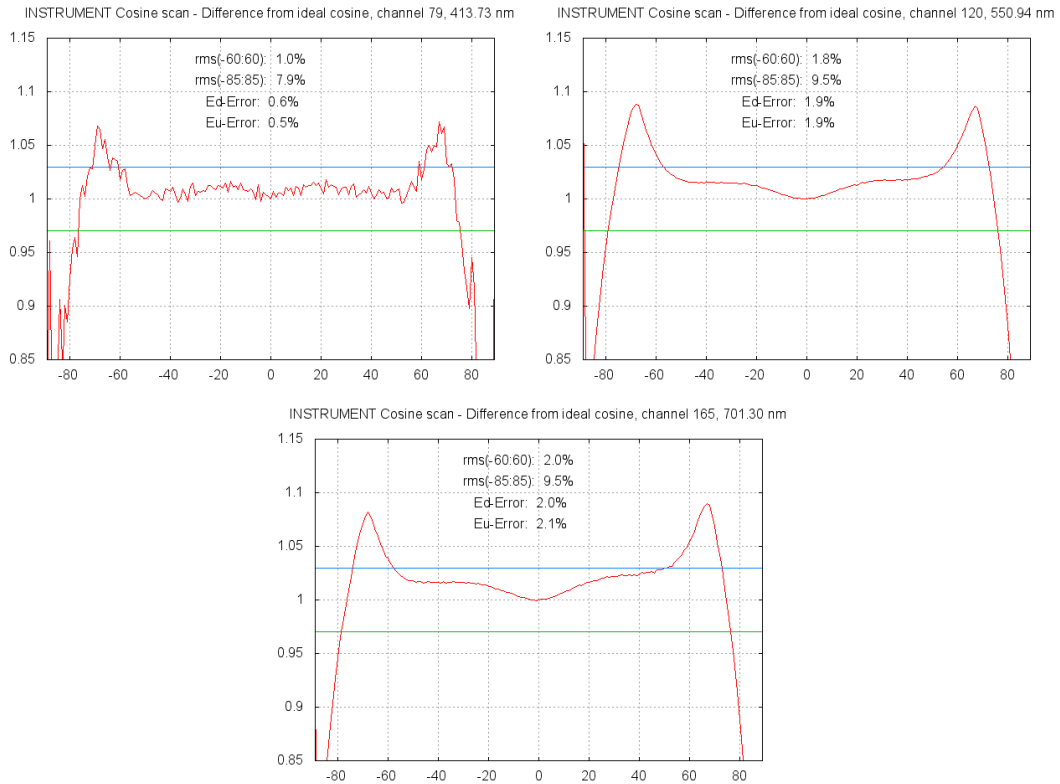 INSTRUMENT Cosine scan - Difference from ideal cosine, channel 79, 413.73 nm
1.15
1.1
1.05
1
0.95
0.9
0.85
rms(-60:60): 1.0%
rms(-85:85): 7.9%
Ed-Error: 0.6%
Eu-Error: 0.5%
-80 -60 -40 -20 0 20 40 60 80
INSTRUMENT Cosine scan - Difference from ideal cosine, channel 120, 550.94 nm
1.15
1.1
1.05
1
0.95
0.9
0.85
rms(-60:60): 1.8%
rms(-85:85): 9.5%
Ed-Error: 1.9%
Eu-Error: 1.9%
-80 -60 -40 -20 0 20 40 60 80
INSTRUMENT Cosine scan - Difference from ideal cosine, channel 165, 701.30 nm
1.15
1.1
1.05
1
0.95
0.9
0.85
rms(-60:60): 2.0%
rms(-85:85): 9.5%
Ed-Error: 2.0%
Eu-Error: 2.1%
-80 -60 -40 -20 0 20 40 60 80